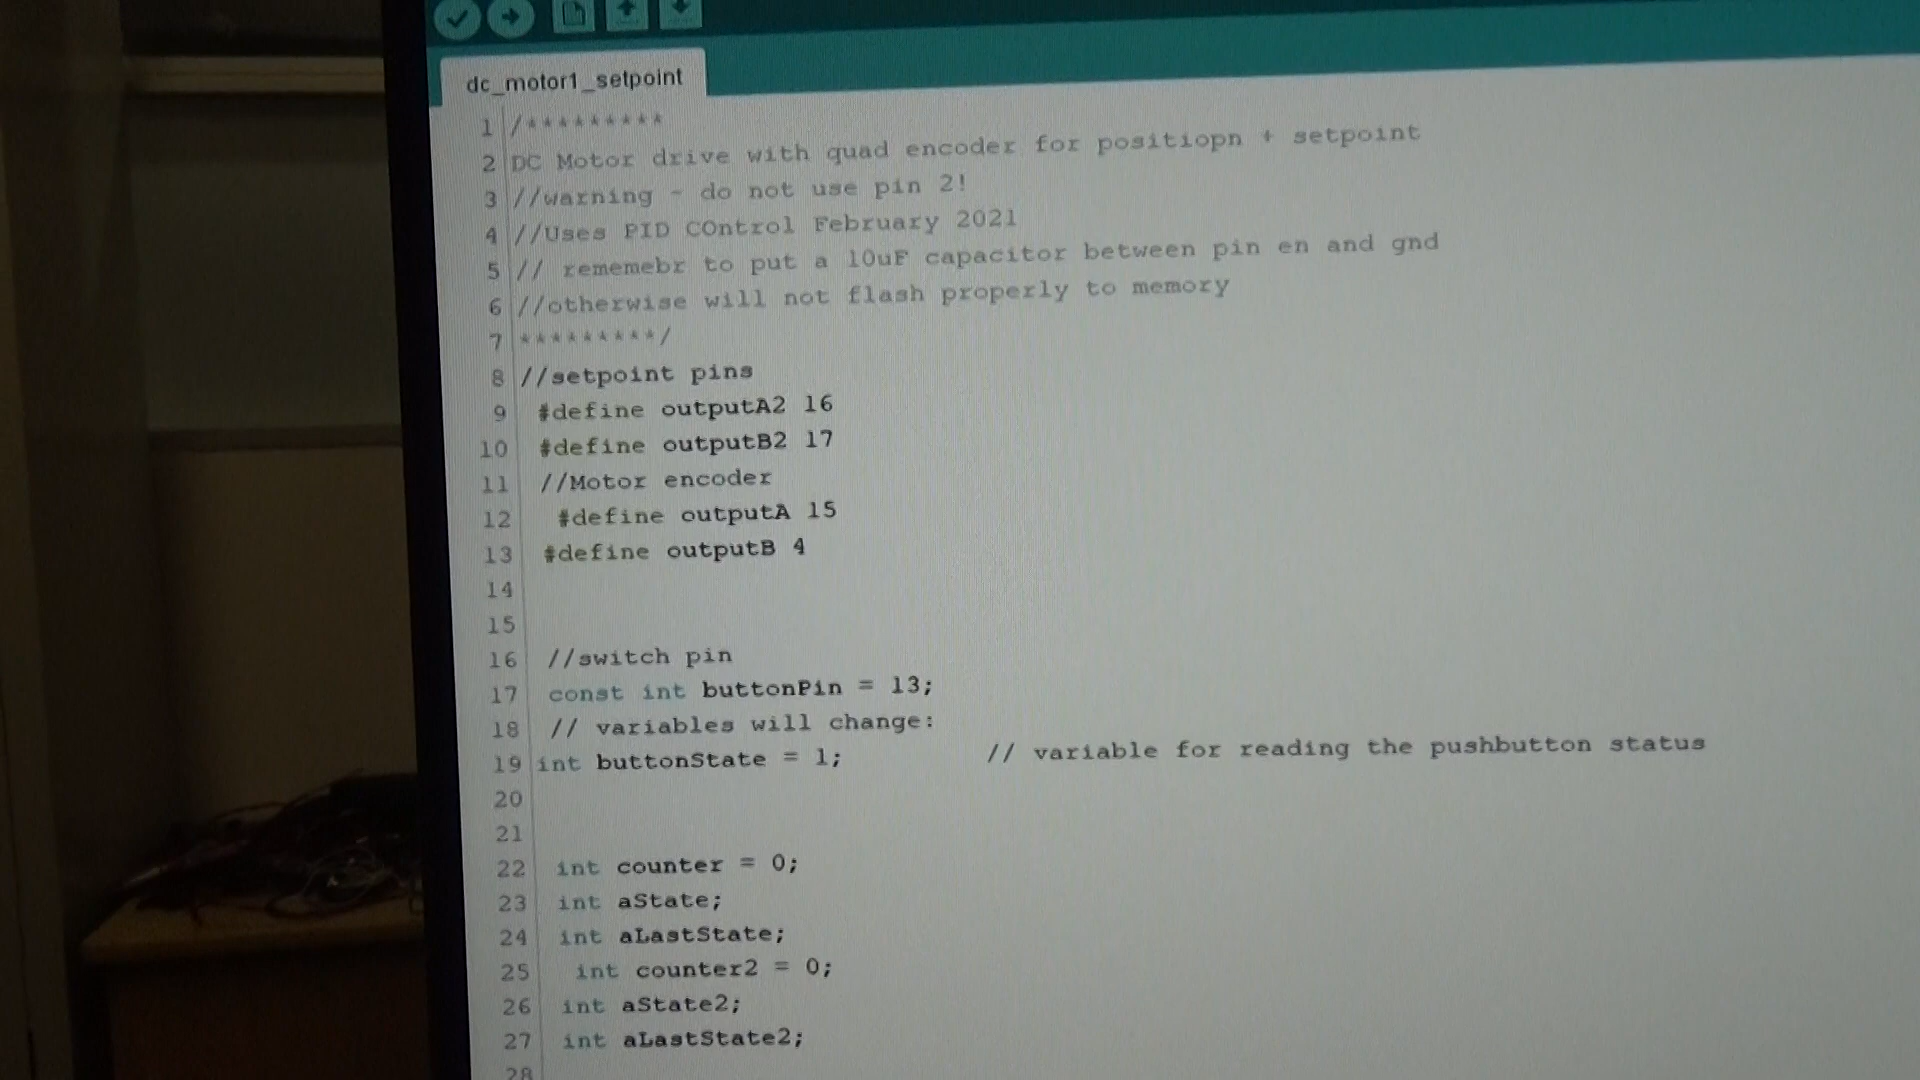 dc_motor1_setpoint
1 /*********
2 DC Motor drive with quad encoder for positiopn + setpoint
3 //warning - do not use pin 2!
4 //Uses PID COntrol February 2021
5 // rememebr to put a 10uF capacitor between pin en and gnd
6 //otherwise will not flash properly to memory
7 *********/
8 //setpoint pins
9 #define outputA2 16
10 #define outputB2 17
11 //Motor encoder
12 #define outputA 15
13 #define outputB 4
14
15
16 //switch pin
17 const int buttonPin = 13;
18 // variables will change:
19 int buttonState = 1; // variable for reading the pushbutton status
20
21
22 int counter = 0;
23 int aState;
24 int aLastState;
25 int counter2 = 0;
26 int aState2;
27 int aLastState2;
28